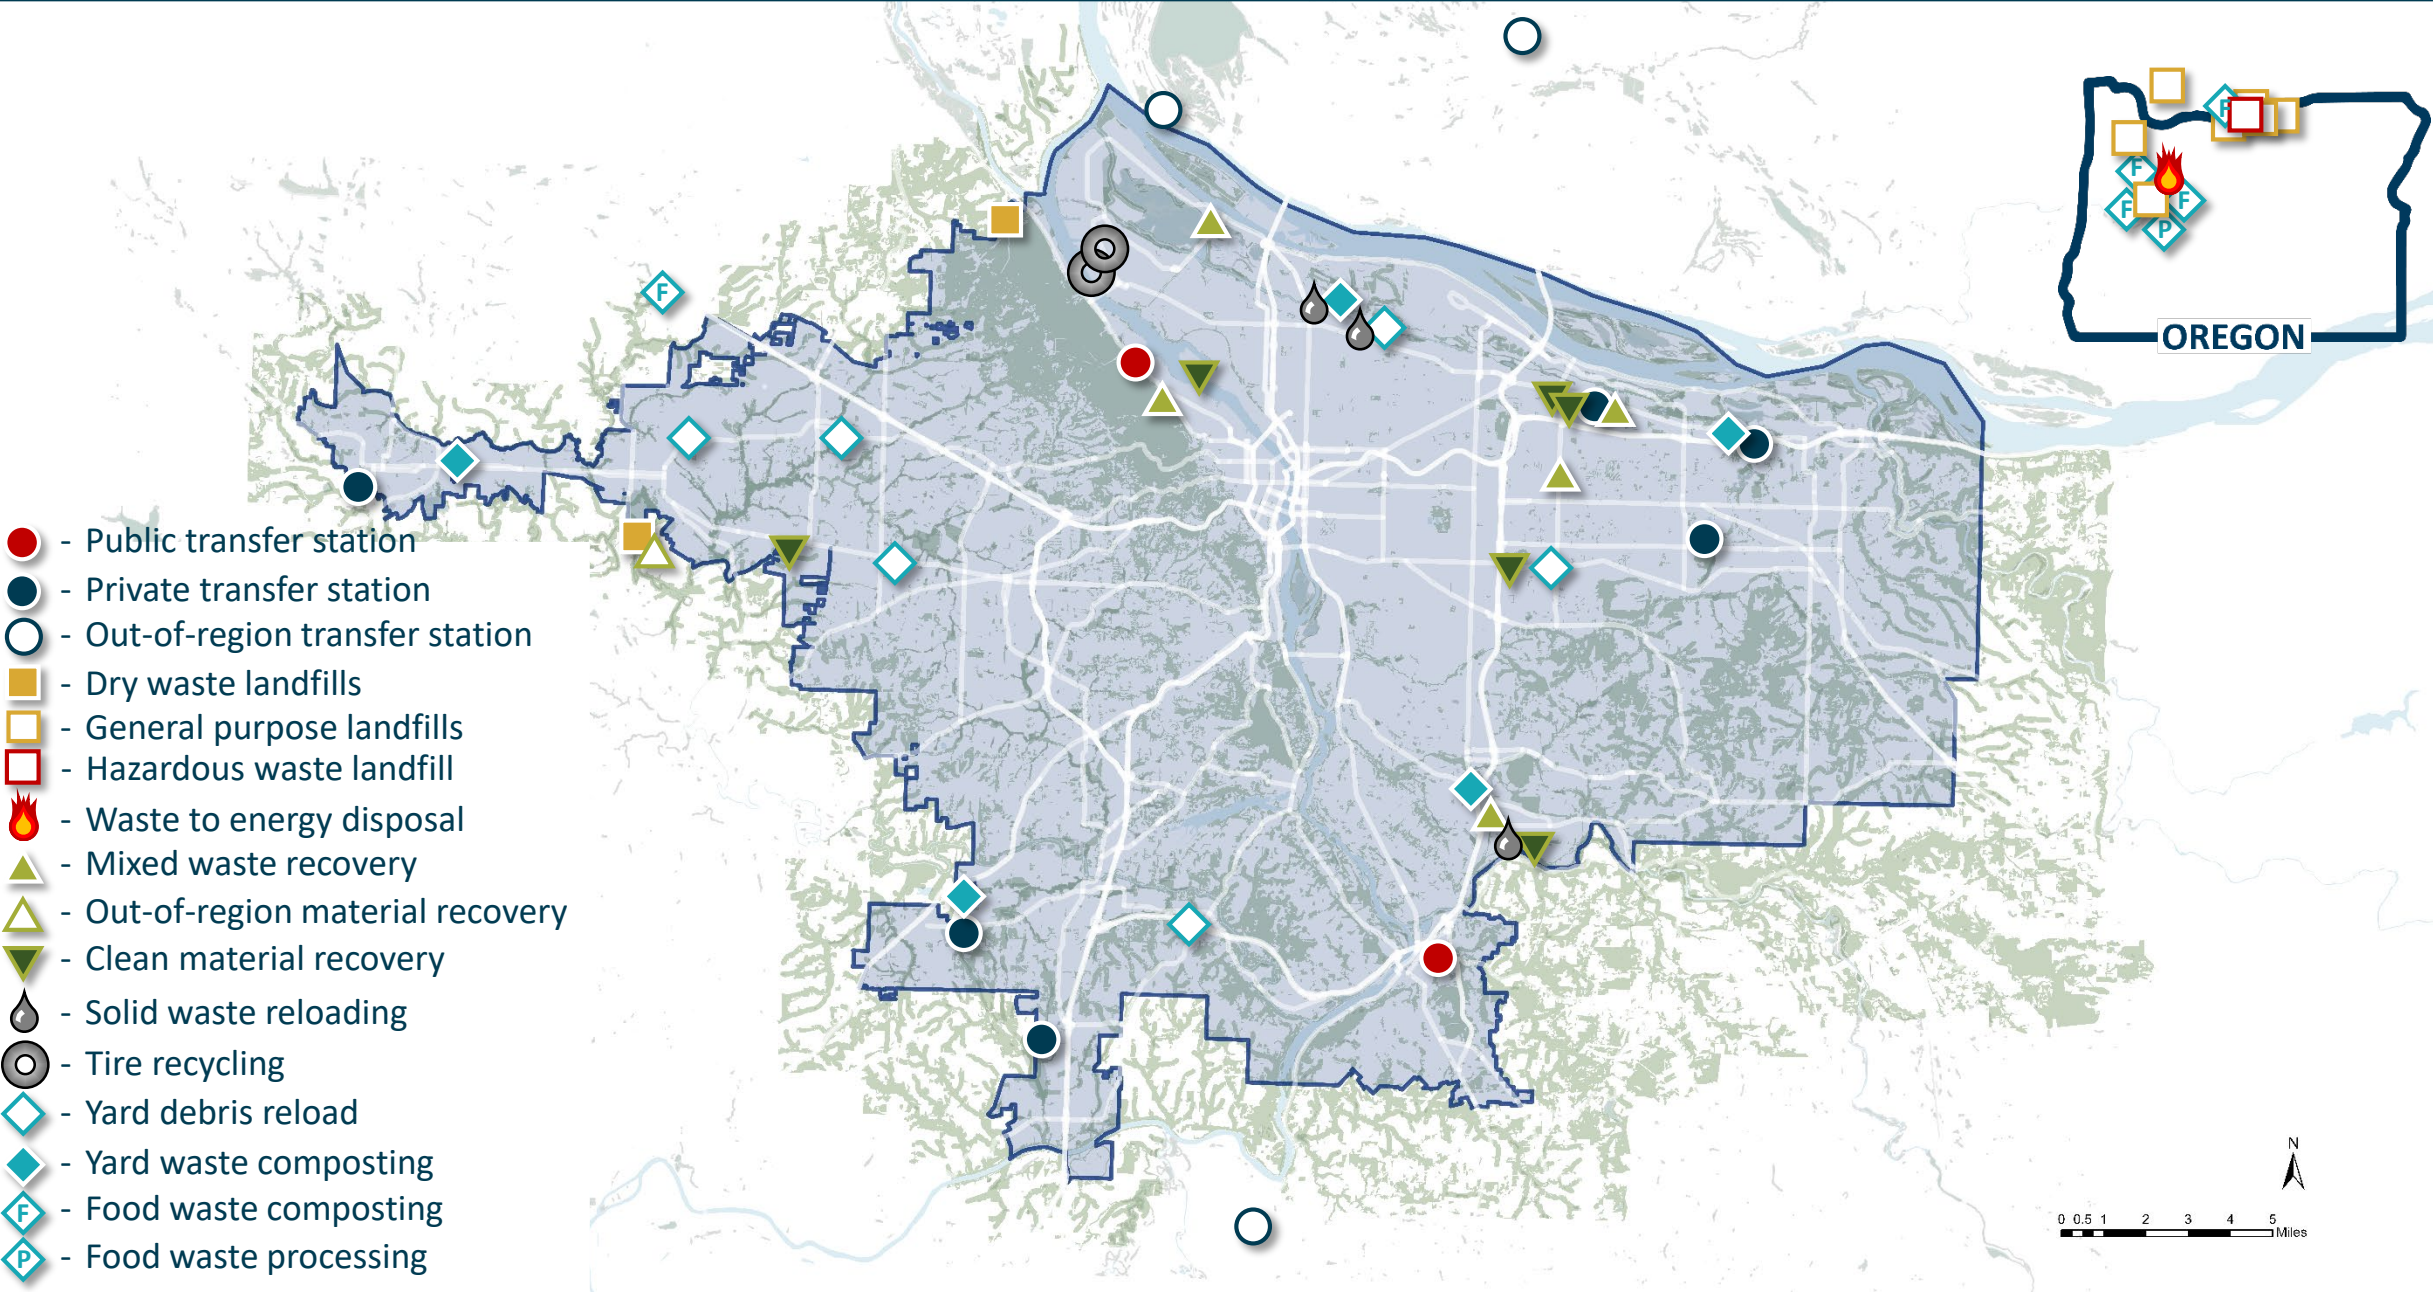 F
F
F
F
F
P
OREGON
- Public transfer station
- Private transfer station
- Out-of-region transfer station
- Dry waste landfills
- General purpose landfills
- Hazardous waste landfill
- Waste to energy disposal
- Mixed waste recovery
- Out-of-region material recovery
- Clean material recovery
- Solid waste reloading
- Tire recycling
- Yard debris reload
- Yard waste composting
F - Food waste composting
P - Food waste processing
N
0 0.5 1 2 3 4 5
Miles